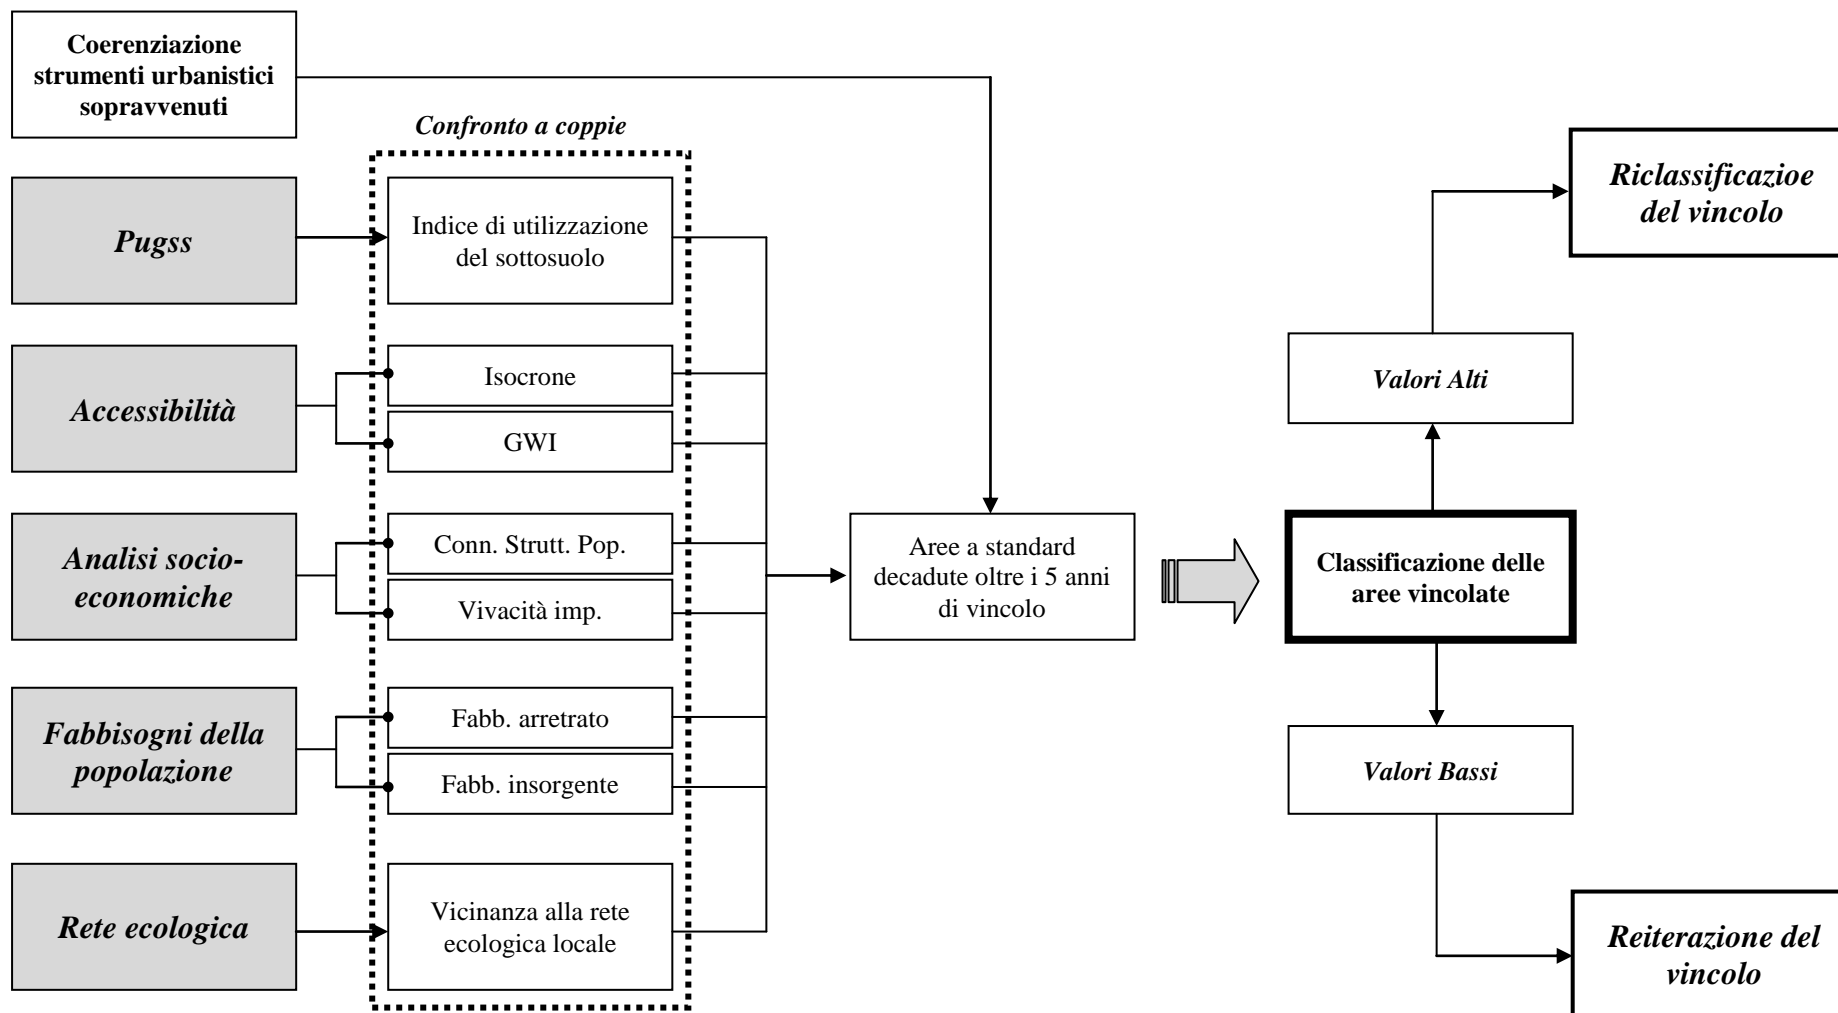 Coerenziazione
strumenti urbanistici
sopravvenuti
Confronto a coppie
Pugss
Indice di utilizzazione
del sottosuolo
Accessibilità
Isocrone
GWI
Analisi socio-
economiche
Conn. Strutt. Pop.
Vivacità imp.
Fabbisogni della
popolazione
Fabb. arretrato
Fabb. insorgente
Rete ecologica
Vicinanza alla rete
ecologica locale
Aree a standard
decadute oltre i 5 anni
di vincolo
Classificazione delle
aree vincolate
Valori Alti
Riclassificazioe
del vincolo
Valori Bassi
Reiterazione del
vincolo